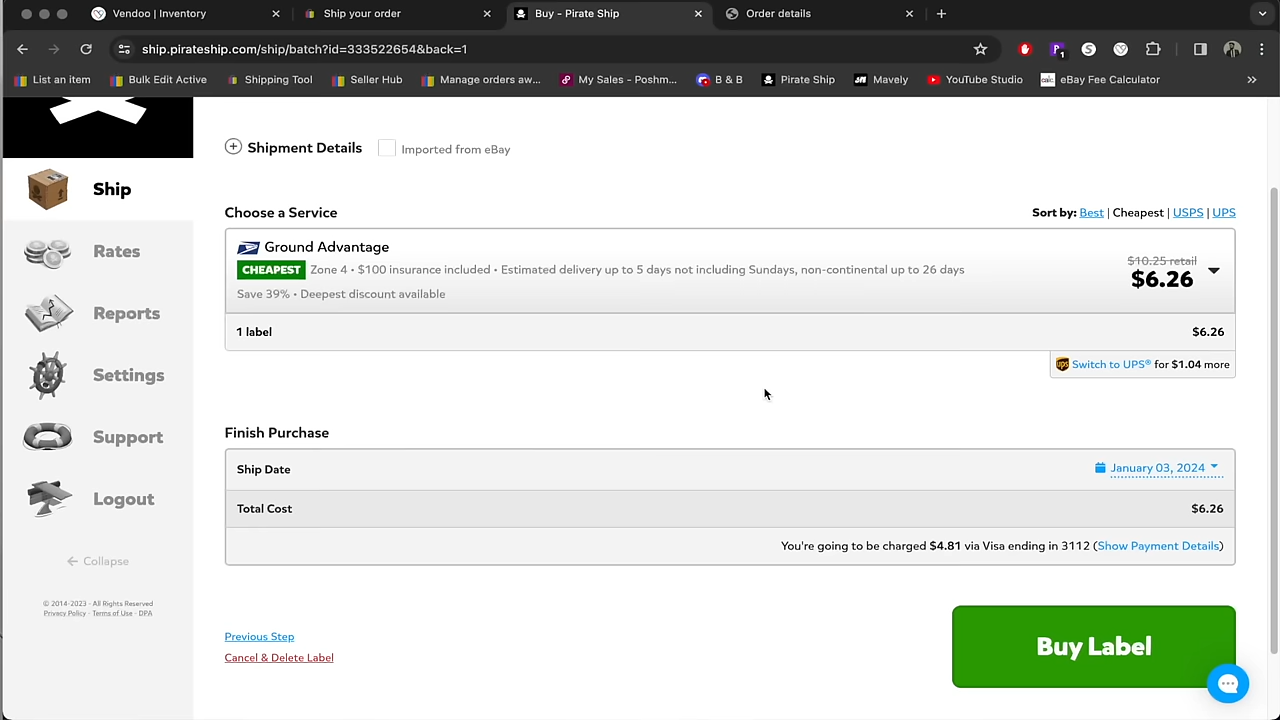 Vendoo | Inventory
Ship your order
Buy - Pirate Ship
Order details
ship.pirateship.com/ship/batch?id=333522654&back=1
1
List an item
Bulk Edit Active
Shipping Tool
Seller Hub
Manage orders aw...
My Sales - Poshm...
B & B
Pirate Ship
Mavely
YouTube Studio
calc.
eBay Fee Calculator
Ship
Rates
Reports
Settings
Support
Logout
← Collapse
© 2014-2023 · All Rights Reserved
Privacy Policy · Terms of Use · DPA
Shipment Details
Imported from eBay
Choose a Service
Sort by: Best | Cheapest | USPS | UPS
Ground Advantage
CHEAPEST Zone 4 • $100 insurance included • Estimated delivery up to 5 days not including Sundays, non-continental up to 26 days
Save 39% • Deepest discount available
$10.25 retail
$6.26
1 label $6.26
ups Switch to UPS® for $1.04 more
Finish Purchase
Ship Date January 03, 2024
Total Cost $6.26
You're going to be charged $4.81 via Visa ending in 3112 (Show Payment Details)
Previous Step
Cancel & Delete Label
Buy Label